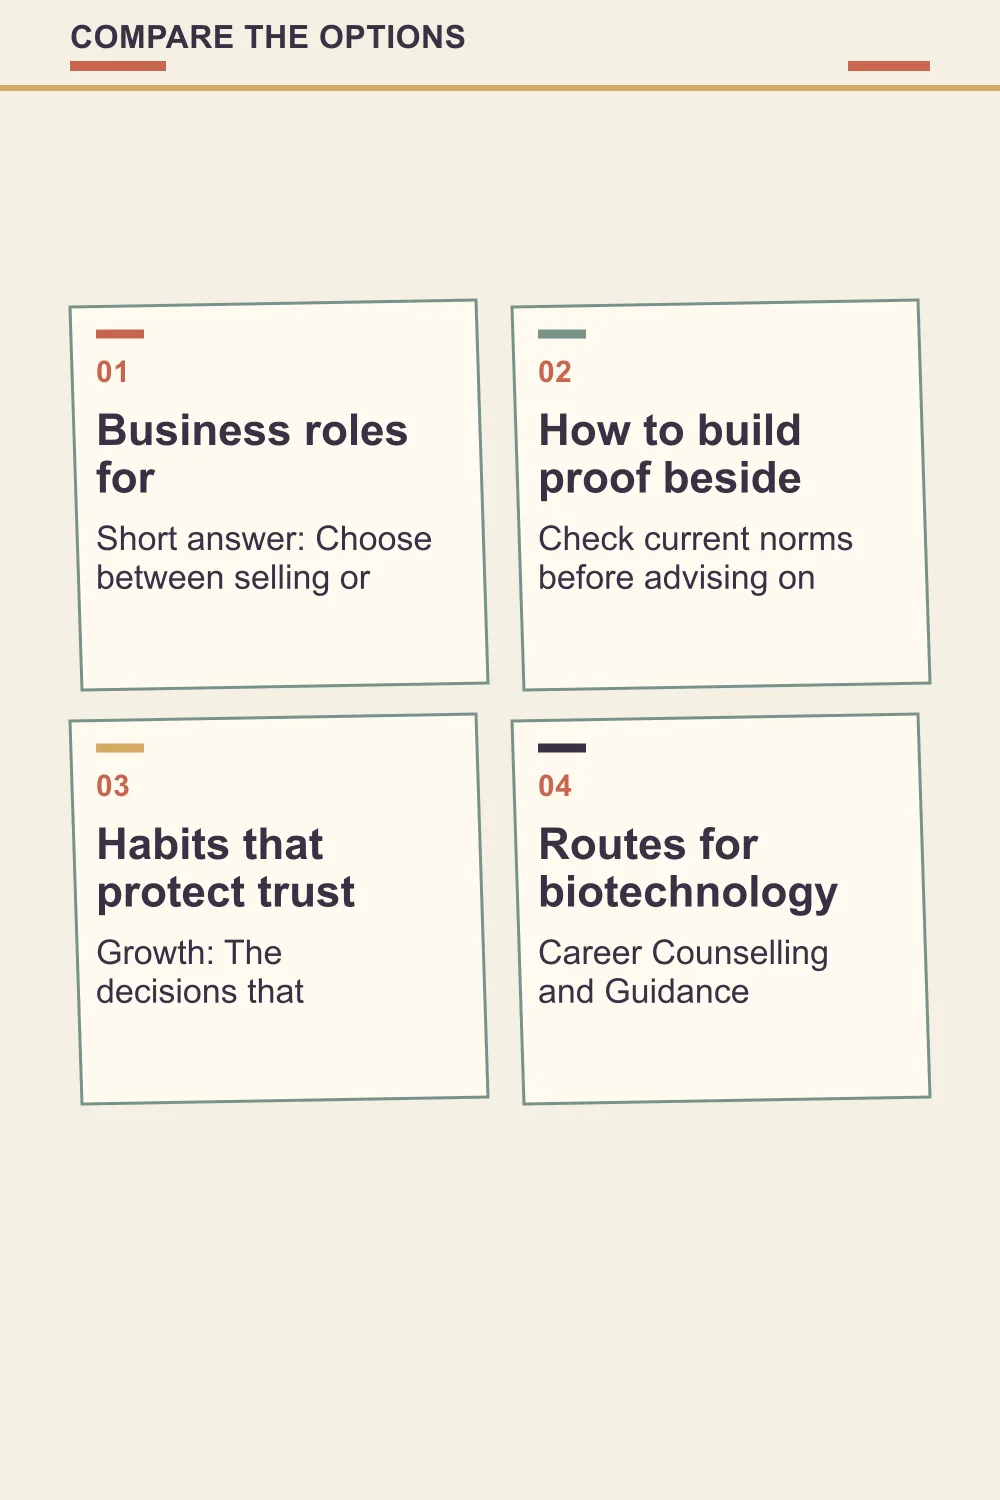 COMPARE THE OPTIONS
01
Business roles
for
Short answer: Choose
between selling or
02
How to build
proof beside
Check current norms
before advising on
03
Habits that
protect trust
Growth: The
decisions that
04
Routes for
biotechnology
Career Counselling
and Guidance